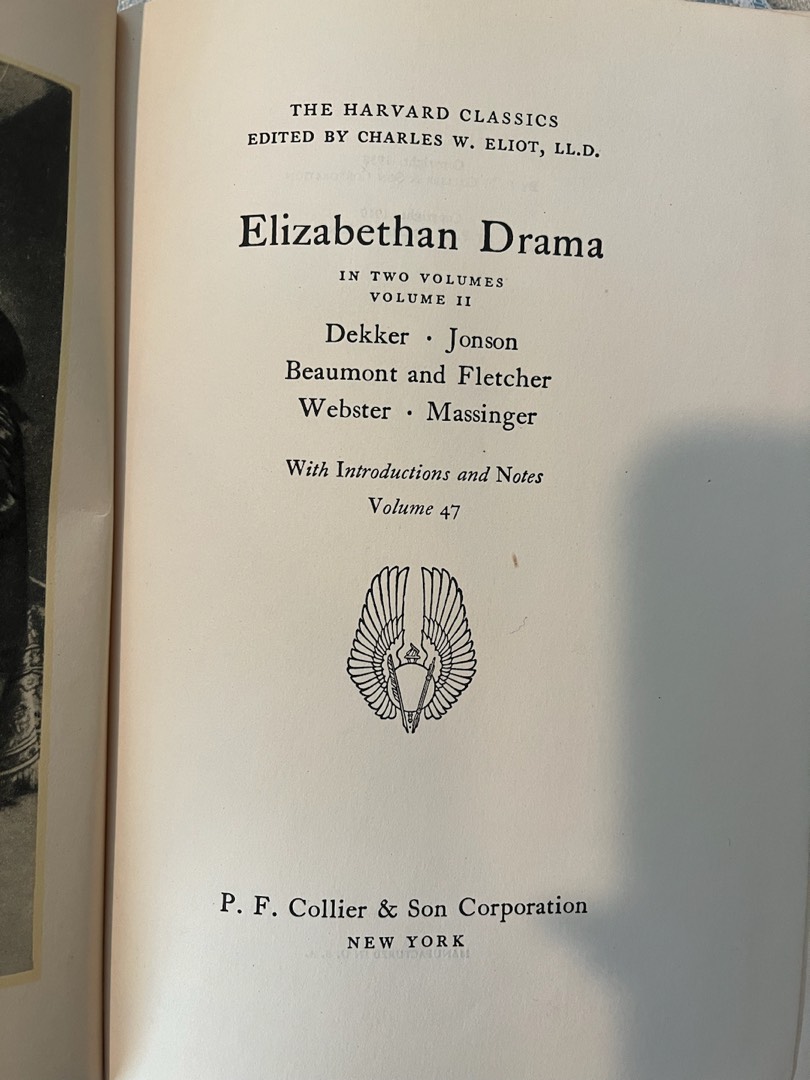 THE HARVARD CLASSICS
EDITED BY CHARLES W. ELIOT, LL.D.
Elizabethan Drama
IN TWO VOLUMES
VOLUME II
Dekker · Jonson
Beaumont and Fletcher
Webster · Massinger
With Introductions and Notes
Volume 47
P. F. Collier & Son Corporation
NEW YORK